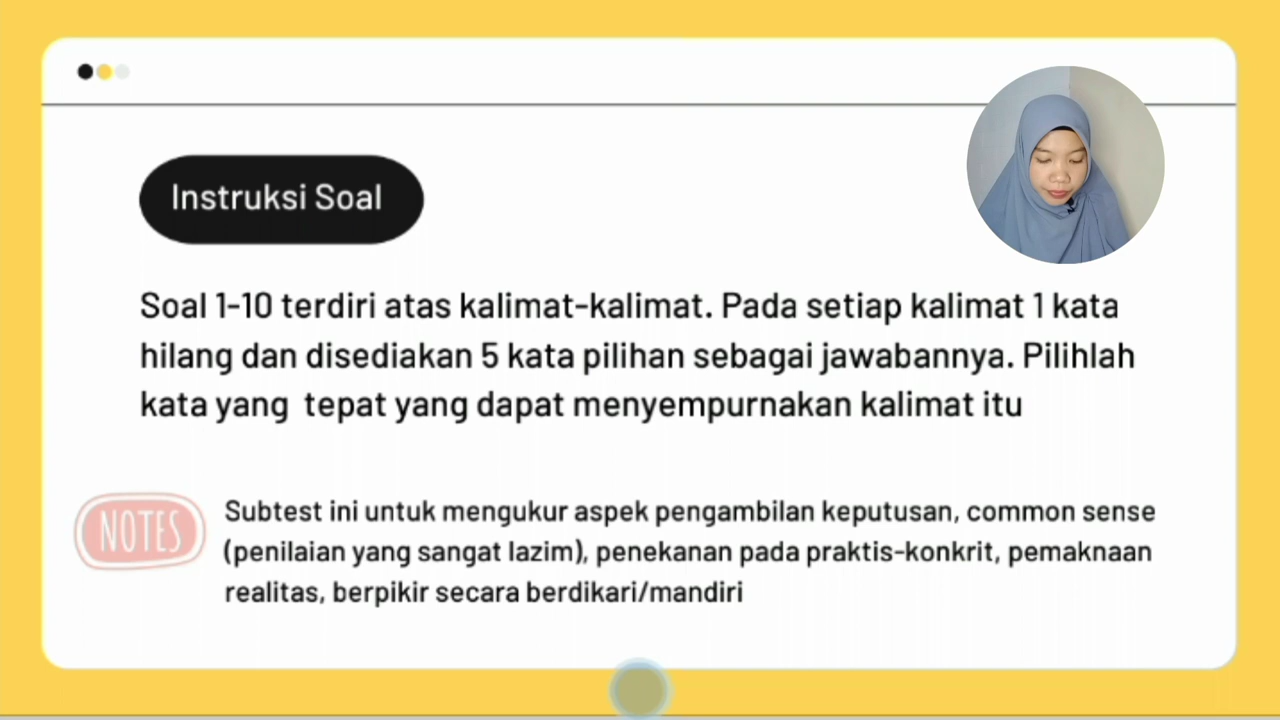 Instruksi Soal
Soal 1-10 terdiri atas kalimat-kalimat. Pada setiap kalimat 1 kata
hilang dan disediakan 5 kata pilihan sebagai jawabannya. Pilihlah
kata yang tepat yang dapat menyempurnakan kalimat itu
NOTES
Subtest ini untuk mengukur aspek pengambilan keputusan, common sense
(penilaian yang sangat lazim), penekanan pada praktis-konkrit, pemaknaan
realitas, berpikir secara berdikari/mandiri